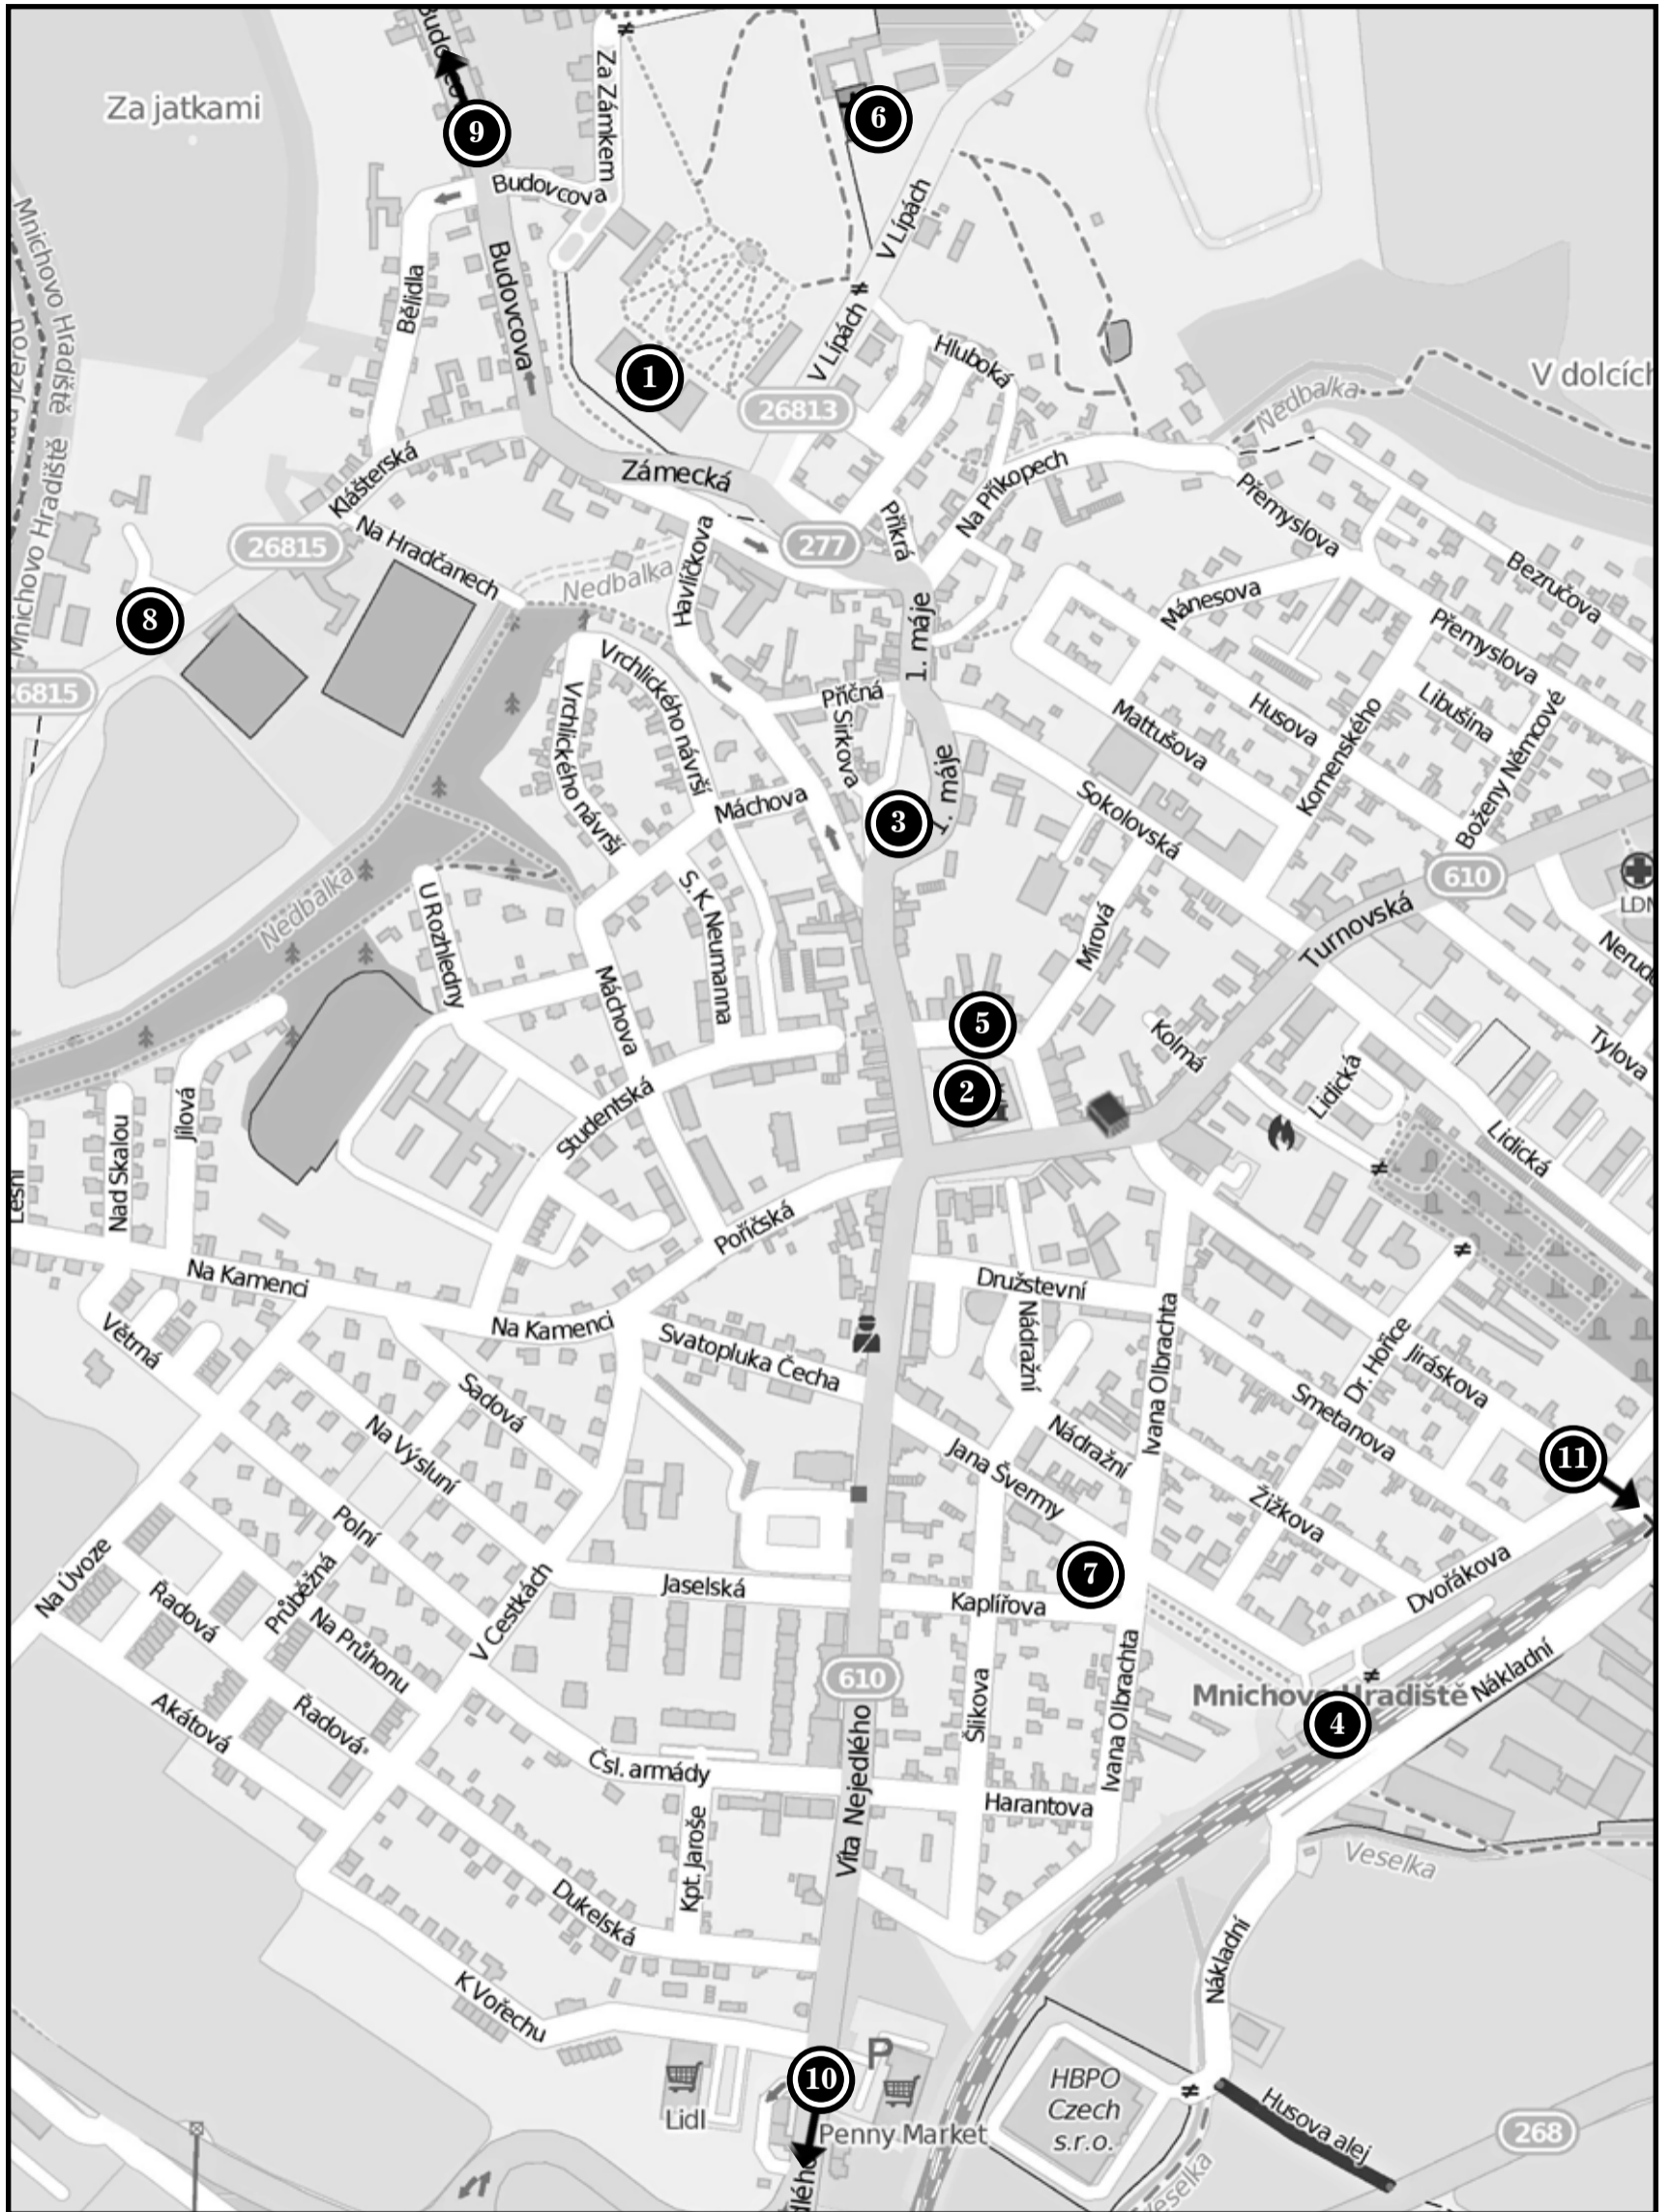 Za jatkami
Za Zámkem
9
6
Budovcova
V Lípách
Mnichovo Hradiště
Budovcova
Bělidla
V Lípách
Hluboká
1
26813
Nedbalka
V dolcích
Klášterská
Zámecká
Na Příkopech
Přemyslova
Příkrá
26815
Na Hradčanech
277
Nedbalka
Havlíčkova
Bezručova
Mánesova
8
1. máje
Přemyslova
Mnichovo Hradiště
26815
Vrchlického návrší
Příčná
Sirkova
Mattušova
Husova
Libušina
Komenského
Boženy Němcové
Vrchlického návrší
1. máje
Máchova
3
Sokolovská
610
Nedbalka
U Rozhledny
S. K. Neumanna
Mírová
Turnovská
Máchova
5
2
Kolmá
Tylova
Lidická
Jílová
Nad Skalou
Studentská
Lidická
Lesní
Poříčská
Na Kamenci
Družstevní
Na Kamenci
Větrná
Svatopluka Čecha
Nádražní
Ivana Olbrachta
Dr. Hořice
Jiráskova
Sadová
Smetanova
Na Výsluní
Jana Švermy
Nádražní
11
Žižkova
Polní
Na Úvoze
Průběžná
Řadová
Na Průhonu
V Cestkách
Jaselská
Kaplířova
7
Dvořákova
610
Šlikova
Ivana Olbrachta
Mnichovo Hradiště
Nákladní
4
Akátová
Řadová
Čsl. armády
Harantova
Víta Nejedlého
Kpt. Jaroše
Veselka
Dukelská
Nákladní
K Vořechu
10
P
Lidl
Penny Market
HBPO
Czech
s.r.o.
Husova alej
268
Veselka